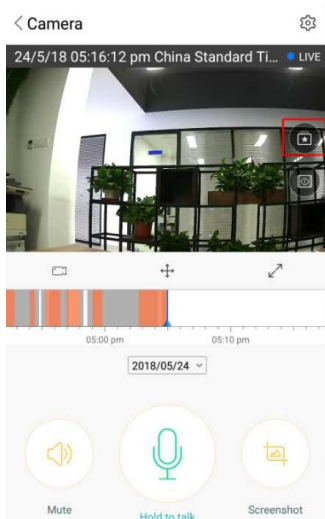 Camera
24/5/18 05:16:12 pm China Standard Ti... LIVE
05:00 pm 05:10 pm
2018/05/24
Mute Hold to talk Screenshot